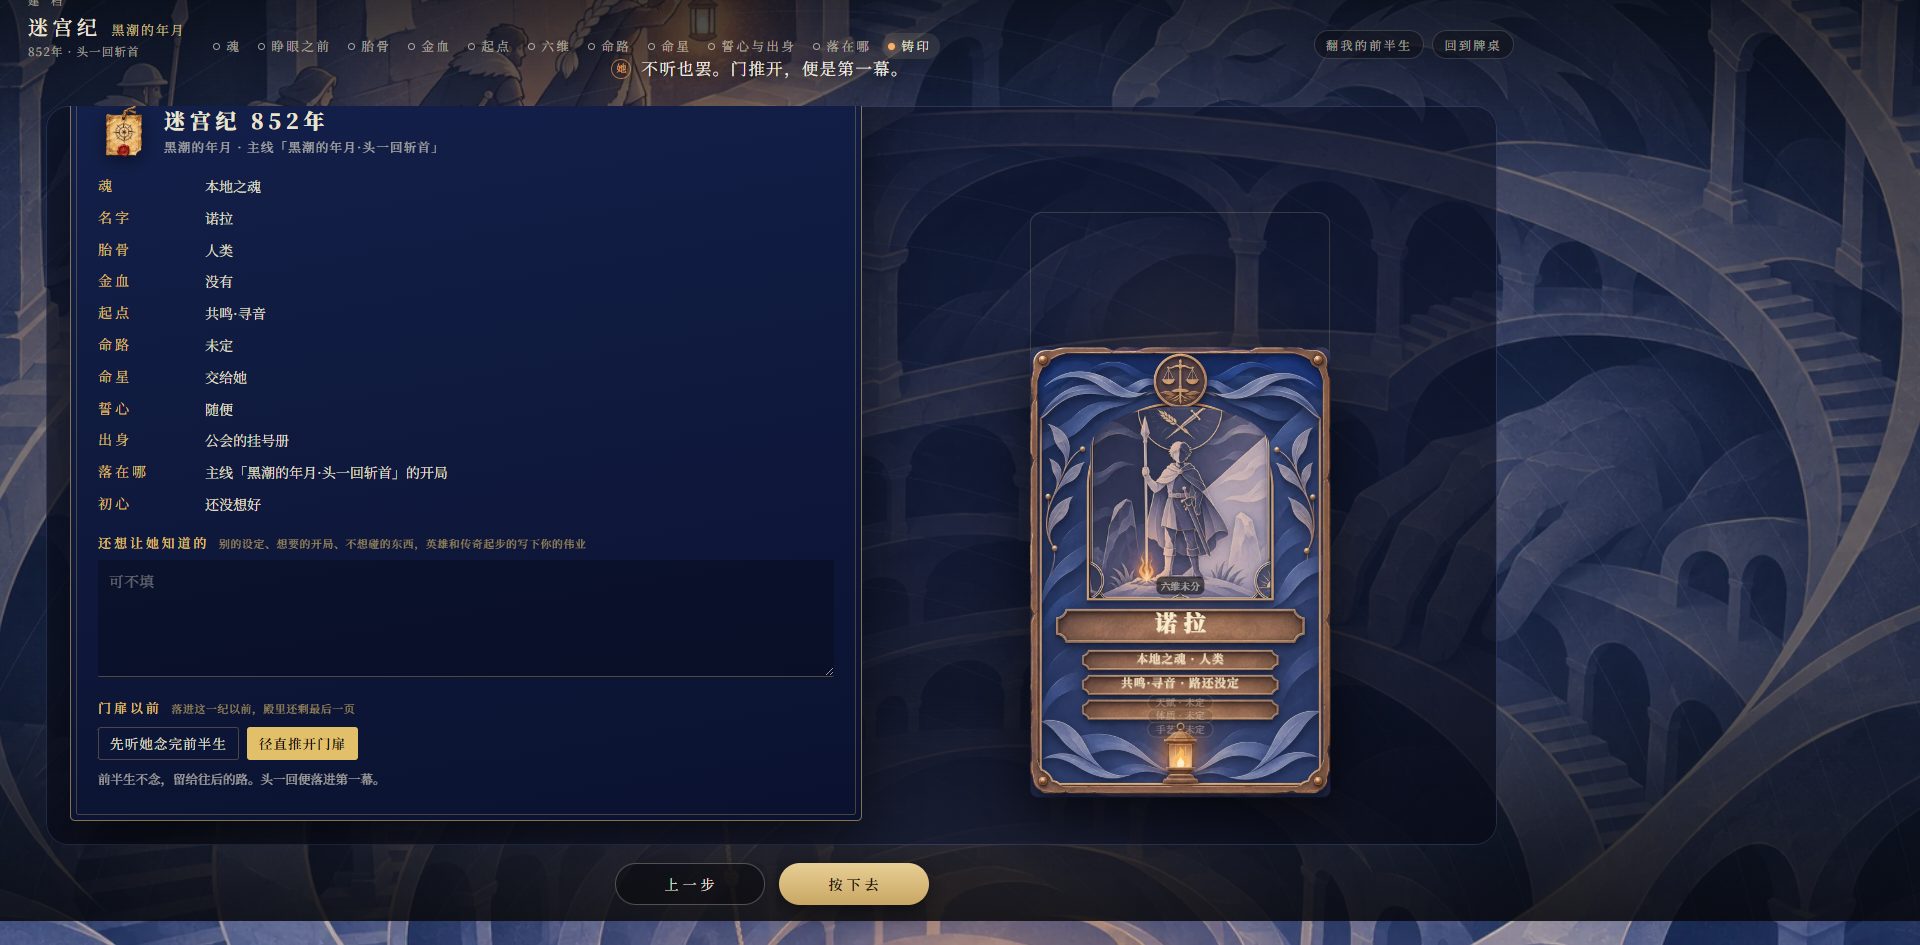 建 档
迷宫纪 黑潮的年月
852年 · 头一回斩首
魂 睁眼之前 胎骨 金血 起点 六维 命路 命星 誓心与出身 落在哪 铸印
翻我的前半生 回到牌桌
她 不听也罢。门推开，便是第一幕。
迷宫纪 852年
黑潮的年月 · 主线「黑潮的年月·头一回斩首」
魂 本地之魂
名字 诺拉
胎骨 人类
金血 没有
起点 共鸣·寻音
命路 未定
命星 交给她
誓心 随便
出身 公会的挂号册
落在哪 主线「黑潮的年月·头一回斩首」的开局
初心 还没想好
还想让她知道的 别的设定、想要的开局、不想碰的东西，英雄和传奇起步的写下你的伟业
可不填
门扉以前 落进这一纪以前，殿里还剩最后一页
先听她念完前半生 径直推开门扉
前半生不念，留给往后的路。头一回便落进第一幕。
六维未分
诺拉
本地之魂 · 人类
共鸣·寻音 · 路还没定
天赋 · 未定
体质 · 未定
手艺 · 未定
上一步 按下去